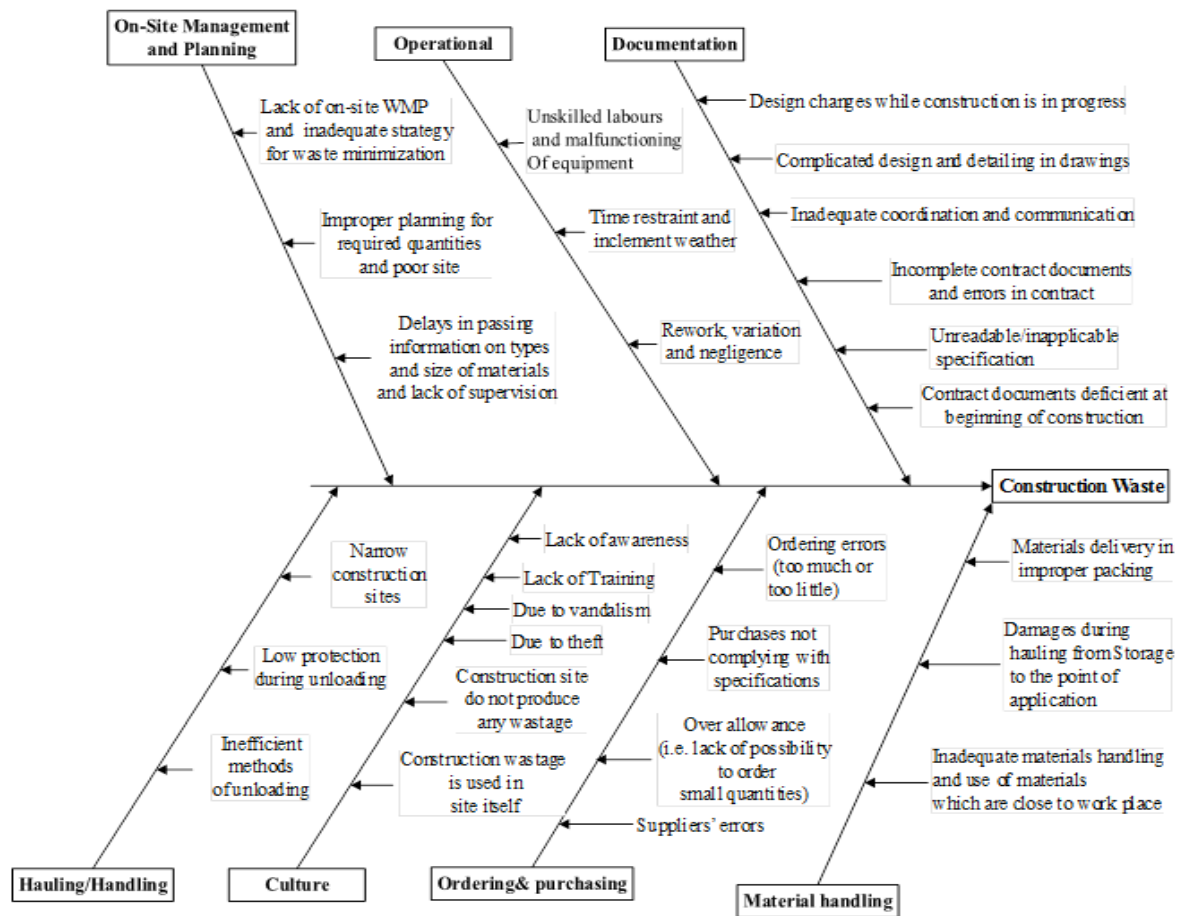 On-Site Management
and Planning
Operational
Documentation
Lack of on-site WMP
and inadequate strategy
for waste minimization
Improper planning for
required quantities
and poor site
Delays in passing
information on types
and size of materials
and lack of supervision
Unskilled labours
and malfunctioning
Of equipment
Time restraint and
inclement weather
Rework, variation
and negligence
Design changes while construction is in progress
Complicated design and detailing in drawings
Inadequate coordination and communication
Incomplete contract documents
and errors in contract
Unreadable/inapplicable
specification
Contract documents deficient at
beginning of construction
Construction Waste
Narrow
construction
sites
Low protection
during unloading
Inefficient
methods
of unloading
Lack of awareness
Lack of Training
Due to vandalism
Due to theft
Construction site
do not produce
any wastage
Construction wastage
is used in
site itself
Ordering errors
(too much or
too little)
Purchases not
complying with
specifications
Over allowance
(i.e. lack of possibility
to order
small quantities)
Suppliers' errors
Materials delivery in
improper packing
Damages during
hauling from Storage
to the point of
application
Inadequate materials handling
and use of materials
which are close to work place
Hauling/Handling
Culture
Ordering& purchasing
Material handling